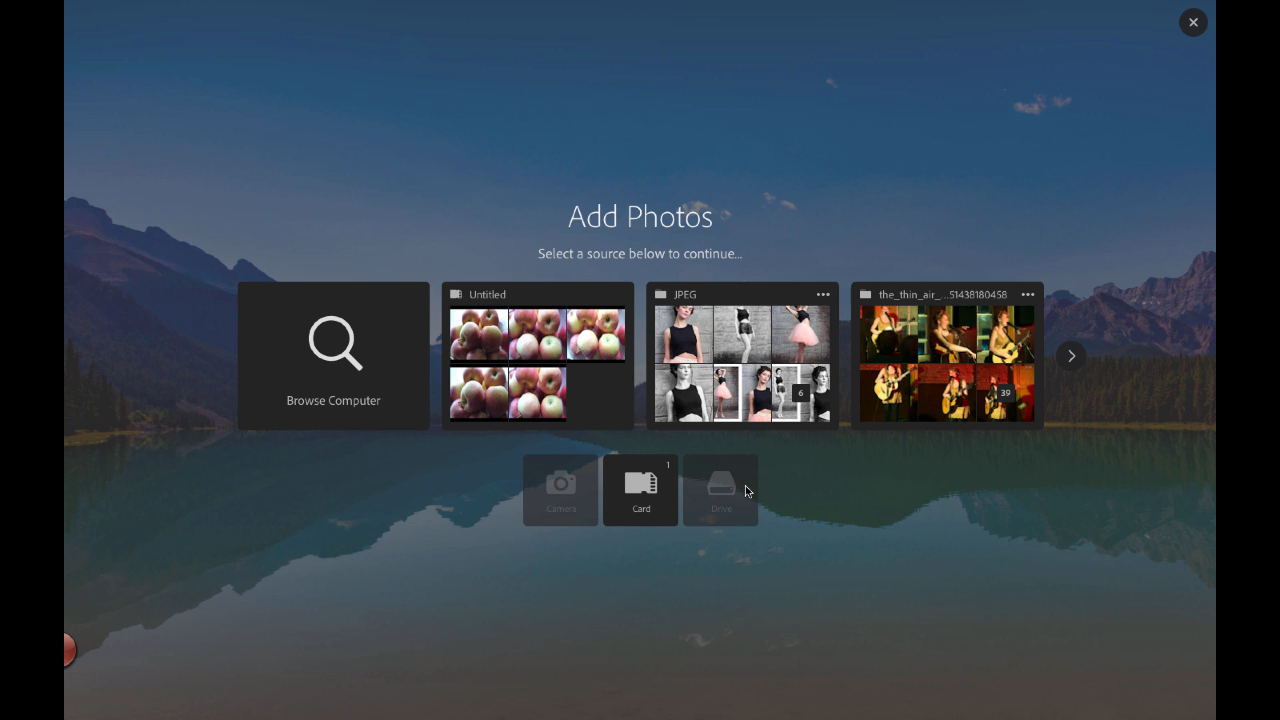 Add Photos
Select a source below to continue...
Browse Computer
Untitled
JPEG
6
the_thin_air_...51438180458
39
Camera
1
Card
Drive